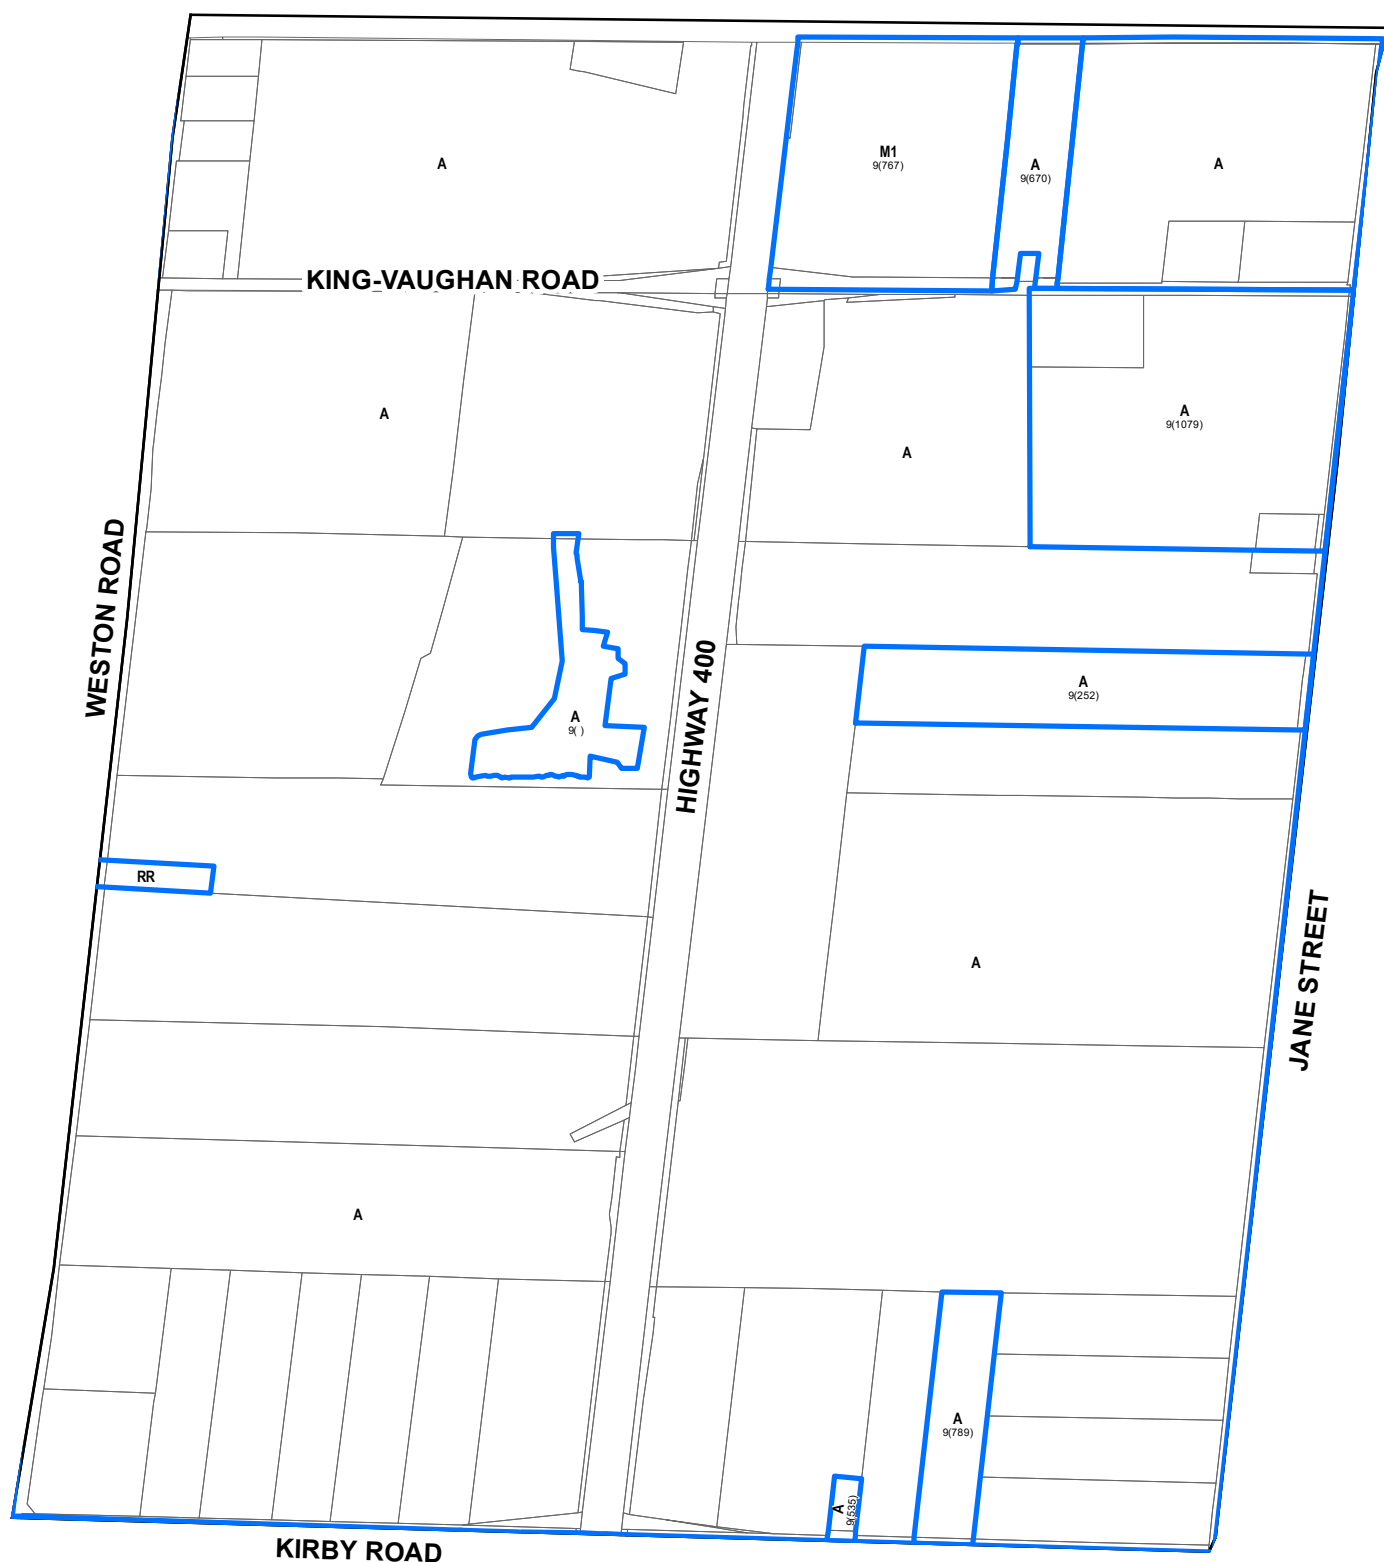 M1
9(767)
A
A
9(670)
A
KING-VAUGHAN ROAD
A
A
9(1079)
A
WESTON ROAD
HIGHWAY 400
A
9(252)
A
9( )
RR
JANE STREET
A
A
A
9(789)
A
9(535)
KIRBY ROAD